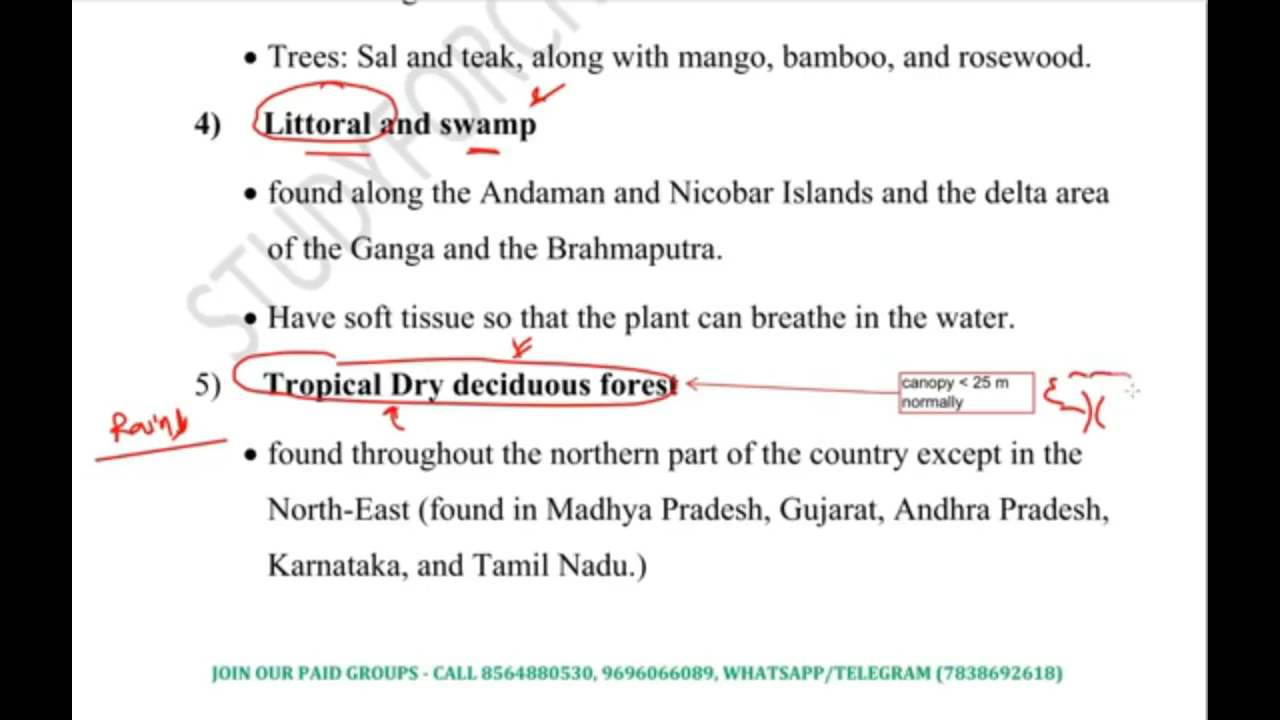 • Trees: Sal and teak, along with mango, bamboo, and rosewood.
4) Littoral and swamp
• found along the Andaman and Nicobar Islands and the delta area
of the Ganga and the Brahmaputra.
• Have soft tissue so that the plant can breathe in the water.
5) Tropical Dry deciduous forest
canopy < 25 m
normally
Rainy
• found throughout the northern part of the country except in the
North-East (found in Madhya Pradesh, Gujarat, Andhra Pradesh,
Karnataka, and Tamil Nadu.)
JOIN OUR PAID GROUPS - CALL 8564880530, 9696066089, WHATSAPP/TELEGRAM (7838692618)